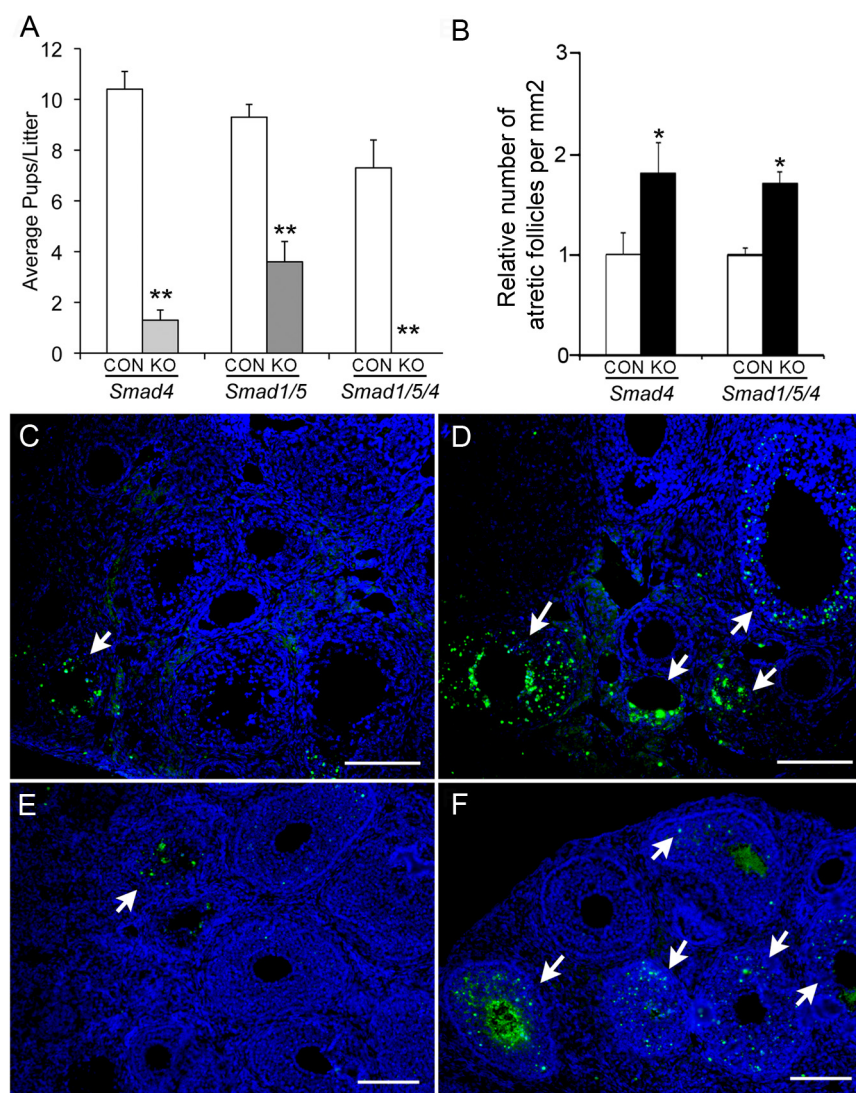 A
Average Pups/Litter
12
10
8
6
4
2
0
**
**
**
CON KO
CON KO
CON KO
Smad4
Smad1/5
Smad1/5/4
B
Relative number of
atretic follicles per mm2
3
2
1
0
*
*
CON KO
CON KO
Smad4
Smad1/5/4
C
D
E
F